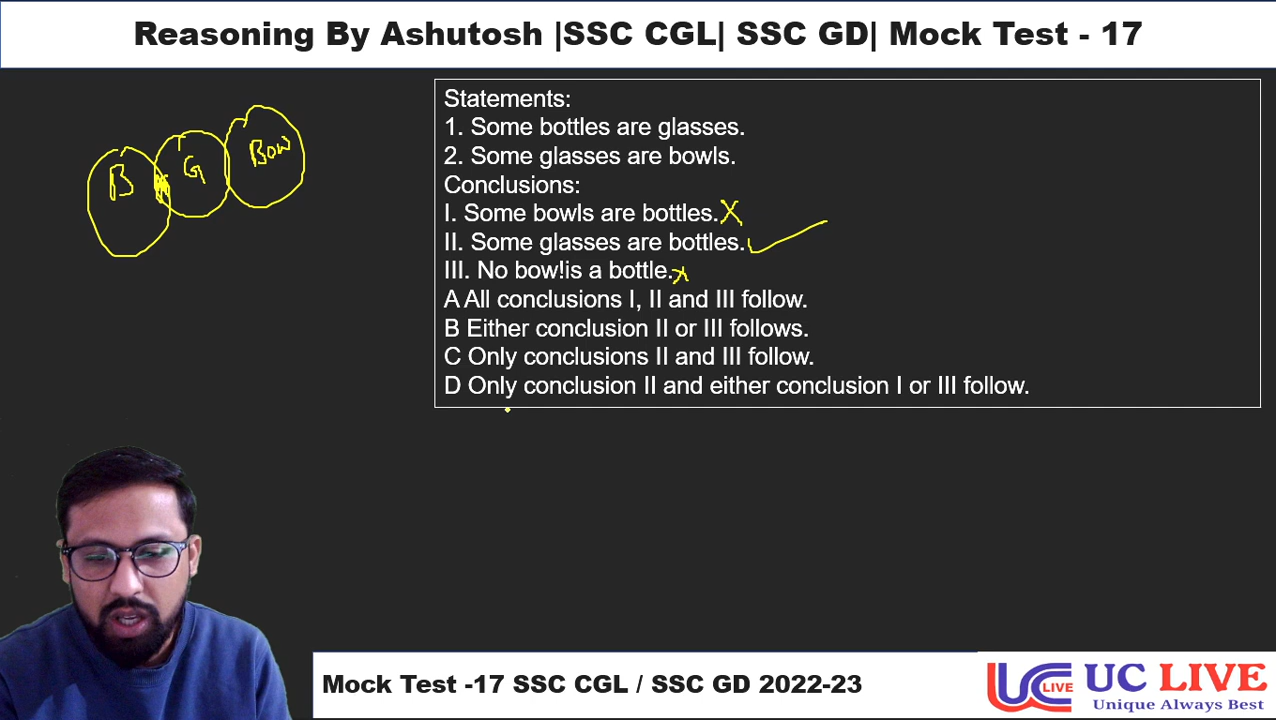 Reasoning By Ashutosh |SSC CGL| SSC GD| Mock Test - 17
B
G
Bow
Statements:
1. Some bottles are glasses.
2. Some glasses are bowls.
Conclusions:
I. Some bowls are bottles.
II. Some glasses are bottles.
III. No bow!is a bottle.
A All conclusions I, II and III follow.
B Either conclusion II or III follows.
C Only conclusions II and III follow.
D Only conclusion II and either conclusion I or III follow.
Mock Test -17 SSC CGL / SSC GD 2022-23
UC LIVE
UC LIVE
Unique Always Best